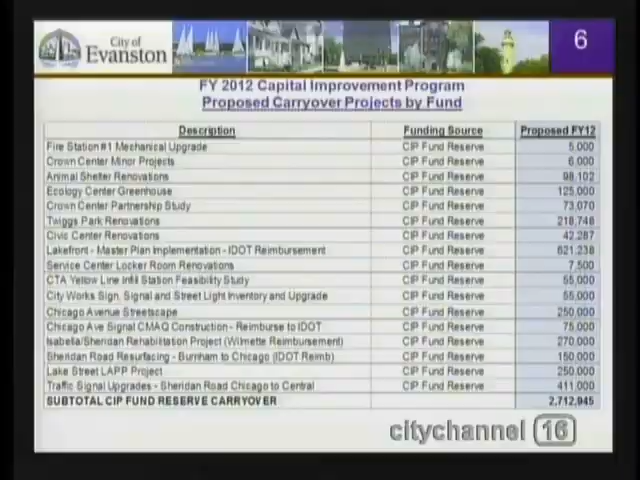 City of
Evanston
6
FY 2012 Capital Improvement Program
Proposed Carryover Projects by Fund
Description Funding Source Proposed FY12
Fire Station #1 Mechanical Upgrade CIP Fund Reserve 5,000
Crown Center Minor Projects CIP Fund Reserve 6,000
Animal Shelter Renovations CIP Fund Reserve 98,102
Ecology Center Greenhouse CIP Fund Reserve 125,000
Crown Center Partnership Study CIP Fund Reserve 73,070
Twiggs Park Renovations CIP Fund Reserve 218,748
Civic Center Renovations CIP Fund Reserve 42,287
Lakefront - Master Plan Implementation - IDOT Reimbursement CIP Fund Reserve 621,238
Service Center Locker Room Renovations CIP Fund Reserve 7,500
CTA Yellow Line Infill Station Feasibility Study CIP Fund Reserve 55,000
City Works Sign, Signal and Street Light Inventory and Upgrade CIP Fund Reserve 55,000
Chicago Avenue Streetscape CIP Fund Reserve 250,000
Chicago Ave Signal CMAQ Construction - Reimburse to IDOT CIP Fund Reserve 75,000
Isabella/Sheridan Rehabilitation Project (Wilmette Reimbursement) CIP Fund Reserve 270,000
Sheridan Road Resurfacing - Burnham to Chicago (IDOT Reimb) CIP Fund Reserve 150,000
Lake Street LAPP Project CIP Fund Reserve 250,000
Traffic Signal Upgrades - Sheridan Road Chicago to Central CIP Fund Reserve 411,000
SUBTOTAL CIP FUND RESERVE CARRYOVER 2,712,945
citychannel 16